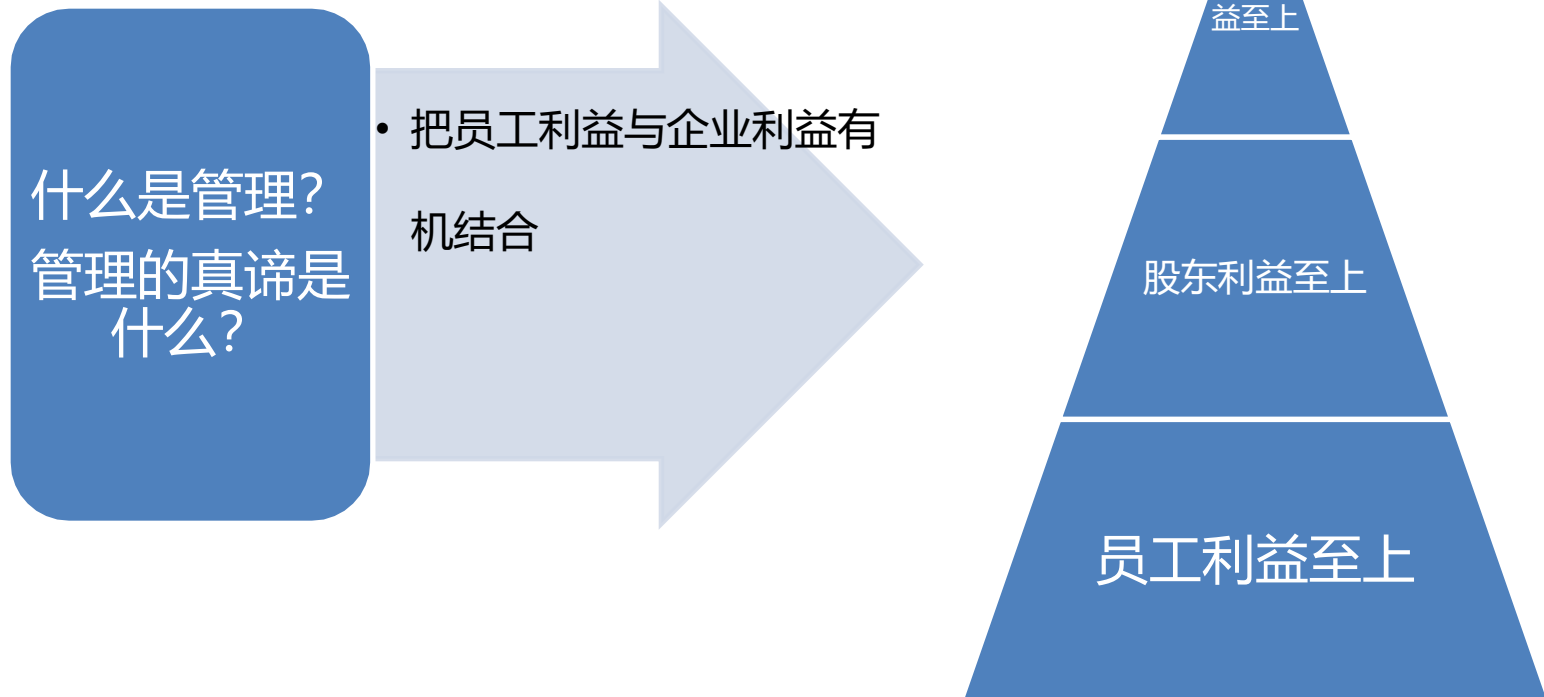 什么是管理？
管理的真谛是
什么？
• 把员工利益与企业利益有
机结合
益至上
股东利益至上
员工利益至上